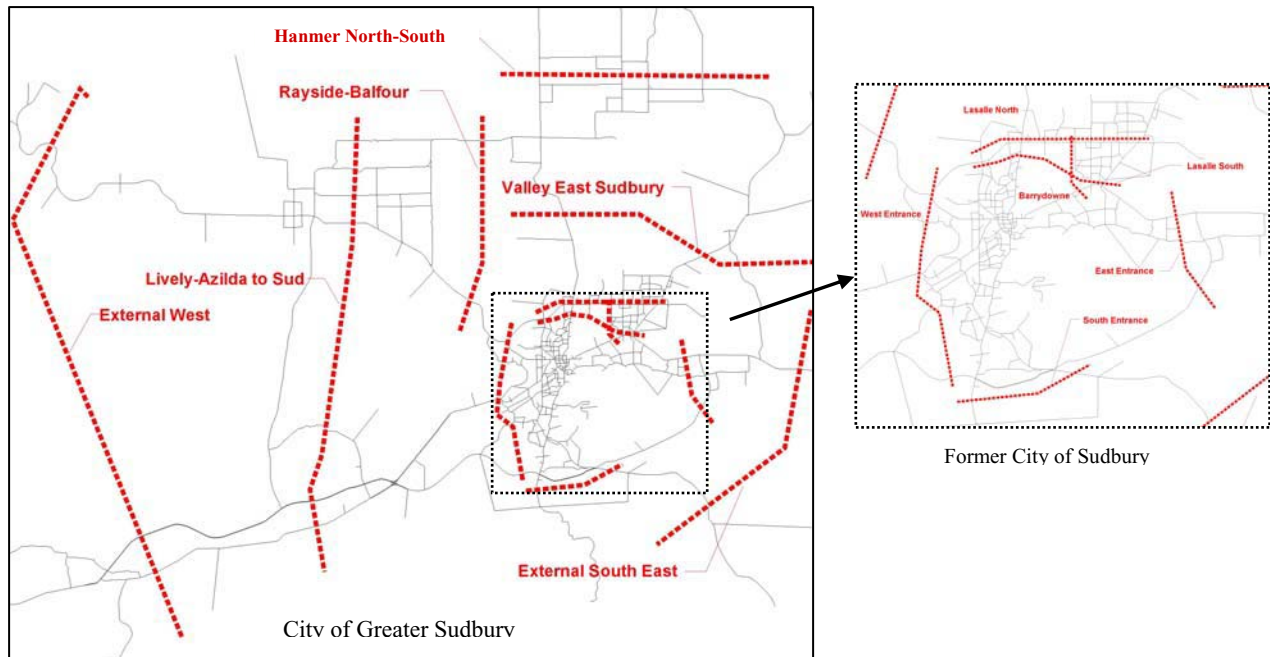 Hanmer North-South
Rayside-Balfour
Valley East Sudbury
Lively-Azilda to Sud
External West
External South East
City of Greater Sudbury
Lasalle North
Lasalle South
Barrydowne
West Entrance
East Entrance
South Entrance
Former City of Sudbury